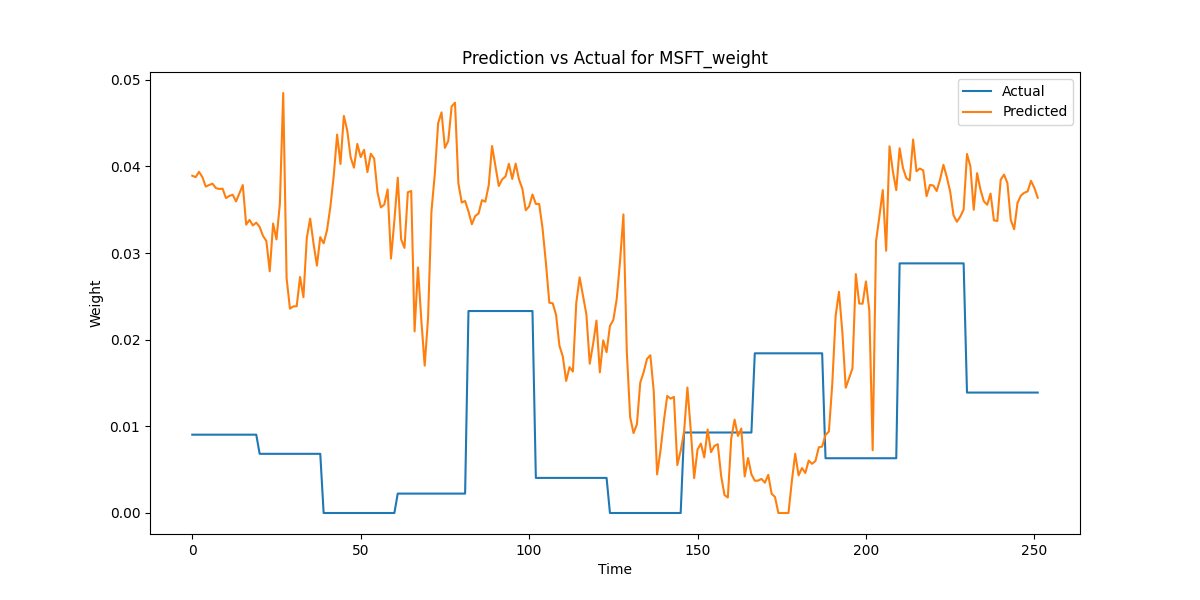 Prediction vs Actual for MSFT_weight
Actual
Predicted
Weight
0.05
0.04
0.03
0.02
0.01
0.00
0 50 100 150 200 250
Time